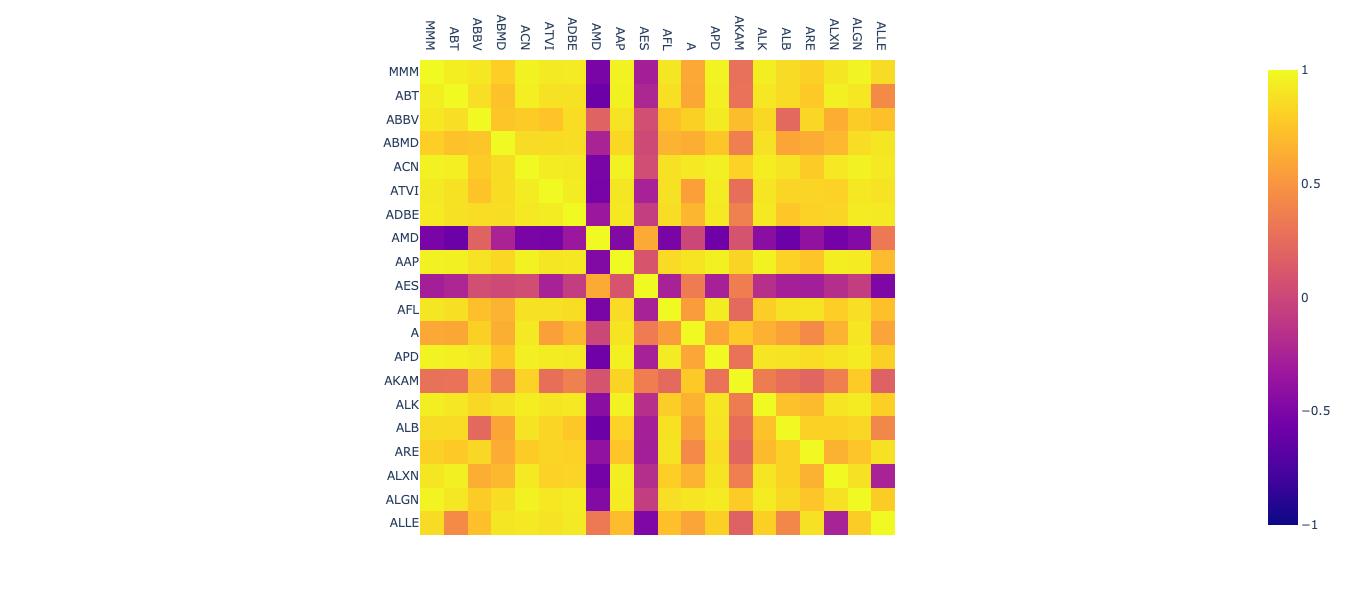 MMM ABT ABBV ABMD ACN ATVI ADBE AMD AAP AES AFL A APD AKAM ALK ALB ARE ALXN ALGN ALLE
MMM
ABT
ABBV
ABMD
ACN
ATVI
ADBE
AMD
AAP
AES
AFL
A
APD
AKAM
ALK
ALB
ARE
ALXN
ALGN
ALLE
1
0.5
0
−0.5
−1